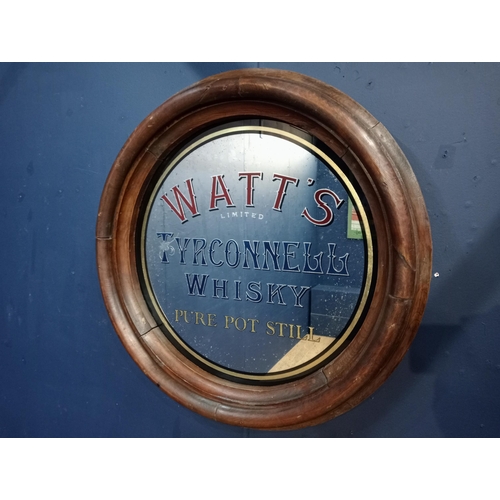 WATT'S
LIMITED
TYRCONNELL
WHISKY
PURE POT STILL